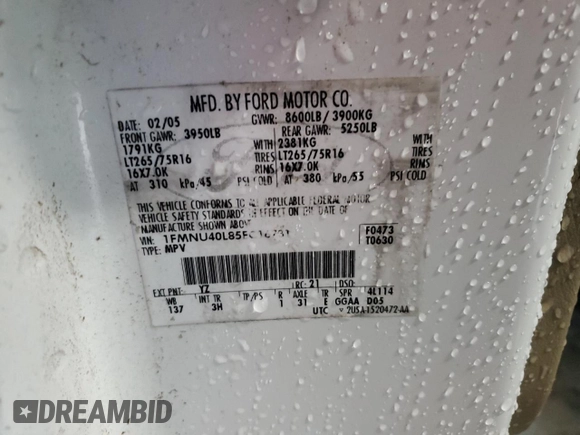 MFD. BY FORD MOTOR CO.
DATE: 02/05 GVWR: 8600LB/ 3900KG
FRONT GAWR: 3950LB REAR GAWR: 5250LB
1791KG WITH 2381KG WITH
LT265/75R16 TIRES LT265/75R16 TIRES
16X7.0K RIMS 16X7.0K RIMS
AT 310 kPa/45 PSI COLD AT 380 kPa/55 PSI COLD
THIS VEHICLE CONFORMS TO ALL APPLICABLE FEDERAL MOTOR
VEHICLE SAFETY STANDARDS IN EFFECT ON THE DATE OF
MANUFACTURE SHOWN ABOVE
VIN: F0473
TYPE: MPV T0630
EXT PNT: YZ RC: 21 DSO:
WB INT TR TP/PS R AXLE TR SPR 4L114
137 3H 1 31 E GGAA D05
UTC
DREAMBID